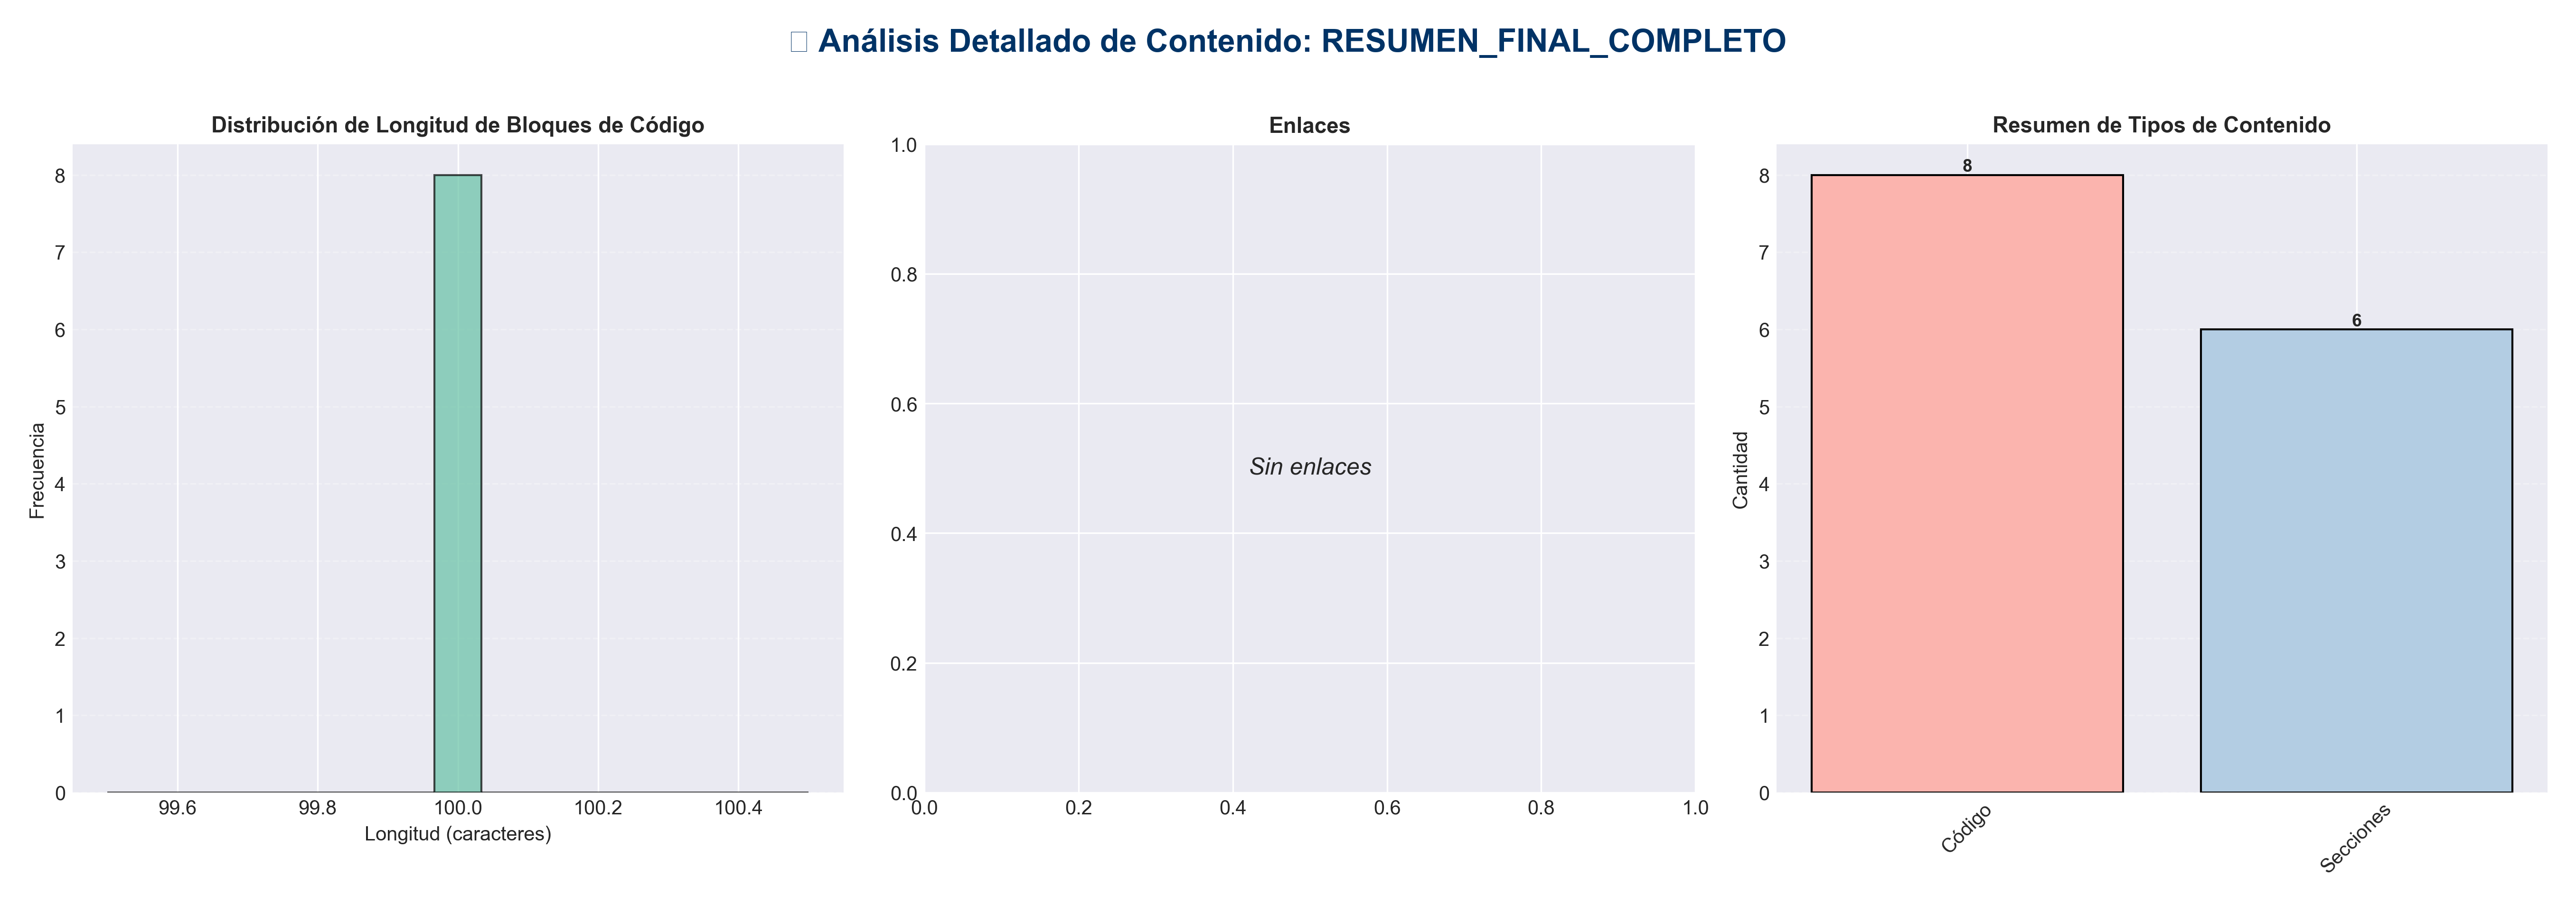 Análisis Detallado de Contenido: RESUMEN_FINAL_COMPLETO
Distribución de Longitud de Bloques de Código
Frecuencia
8
7
6
5
4
3
2
1
0
99.6 99.8 100.0 100.2 100.4
Longitud (caracteres)
Enlaces
1.0
0.8
0.6
0.4
0.2
0.0
Sin enlaces
0.0 0.2 0.4 0.6 0.8 1.0
Resumen de Tipos de Contenido
Cantidad
8
7
6
5
4
3
2
1
0
8
6
Código
Secciones